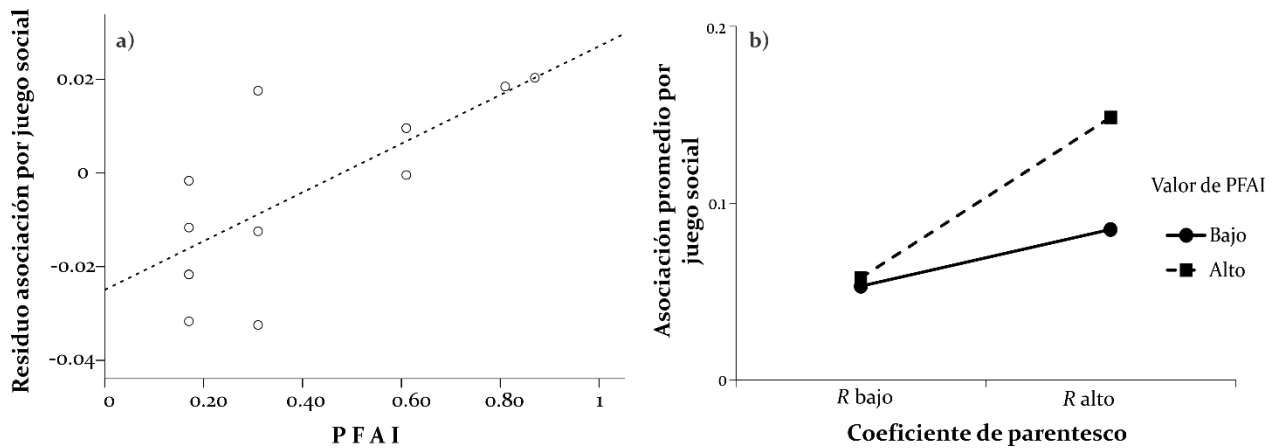 a)
Residuo asociación por juego social
0.02
0
-0.02
-0.04
0
0.20
0.40
0.60
0.80
1
P F A I
b)
Asociación promedio por
juego social
0.2
0.1
0
R bajo
R alto
Coeficiente de parentesco
Valor de PFAI
Bajo
Alto